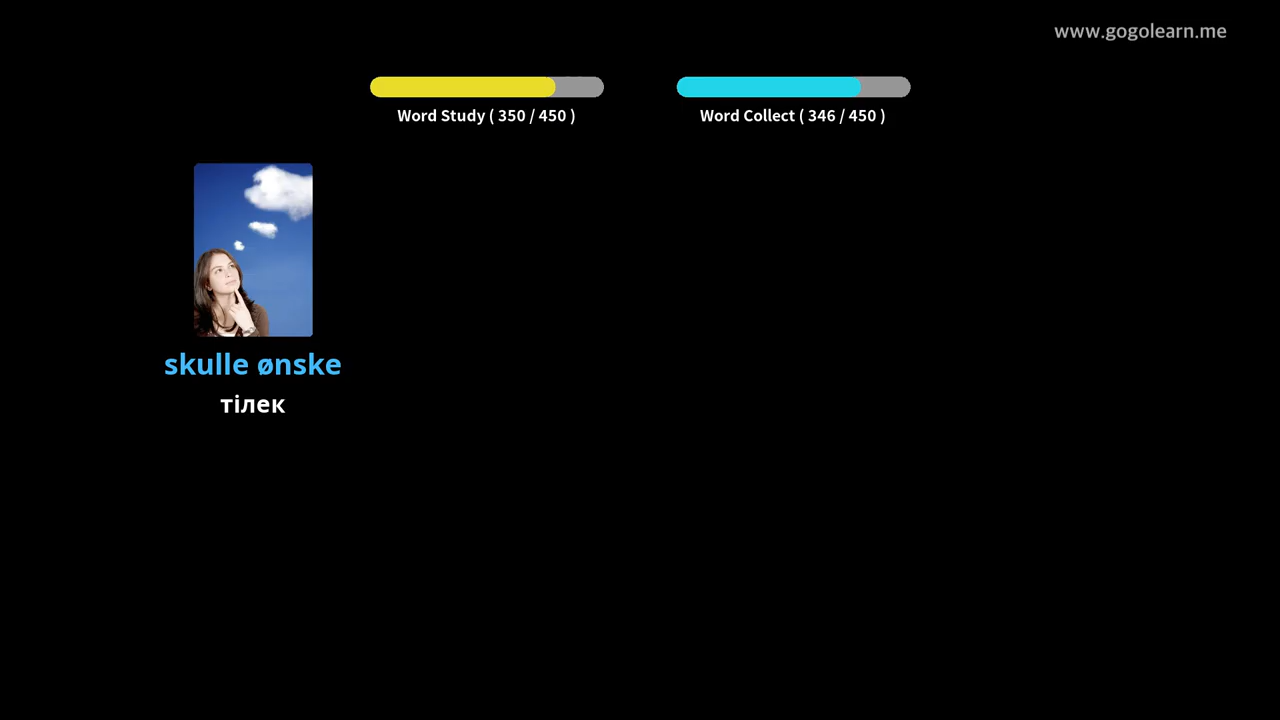 www.gogolearn.me
Word Study ( 350 / 450 )
Word Collect ( 346 / 450 )
skulle ønske
тілек